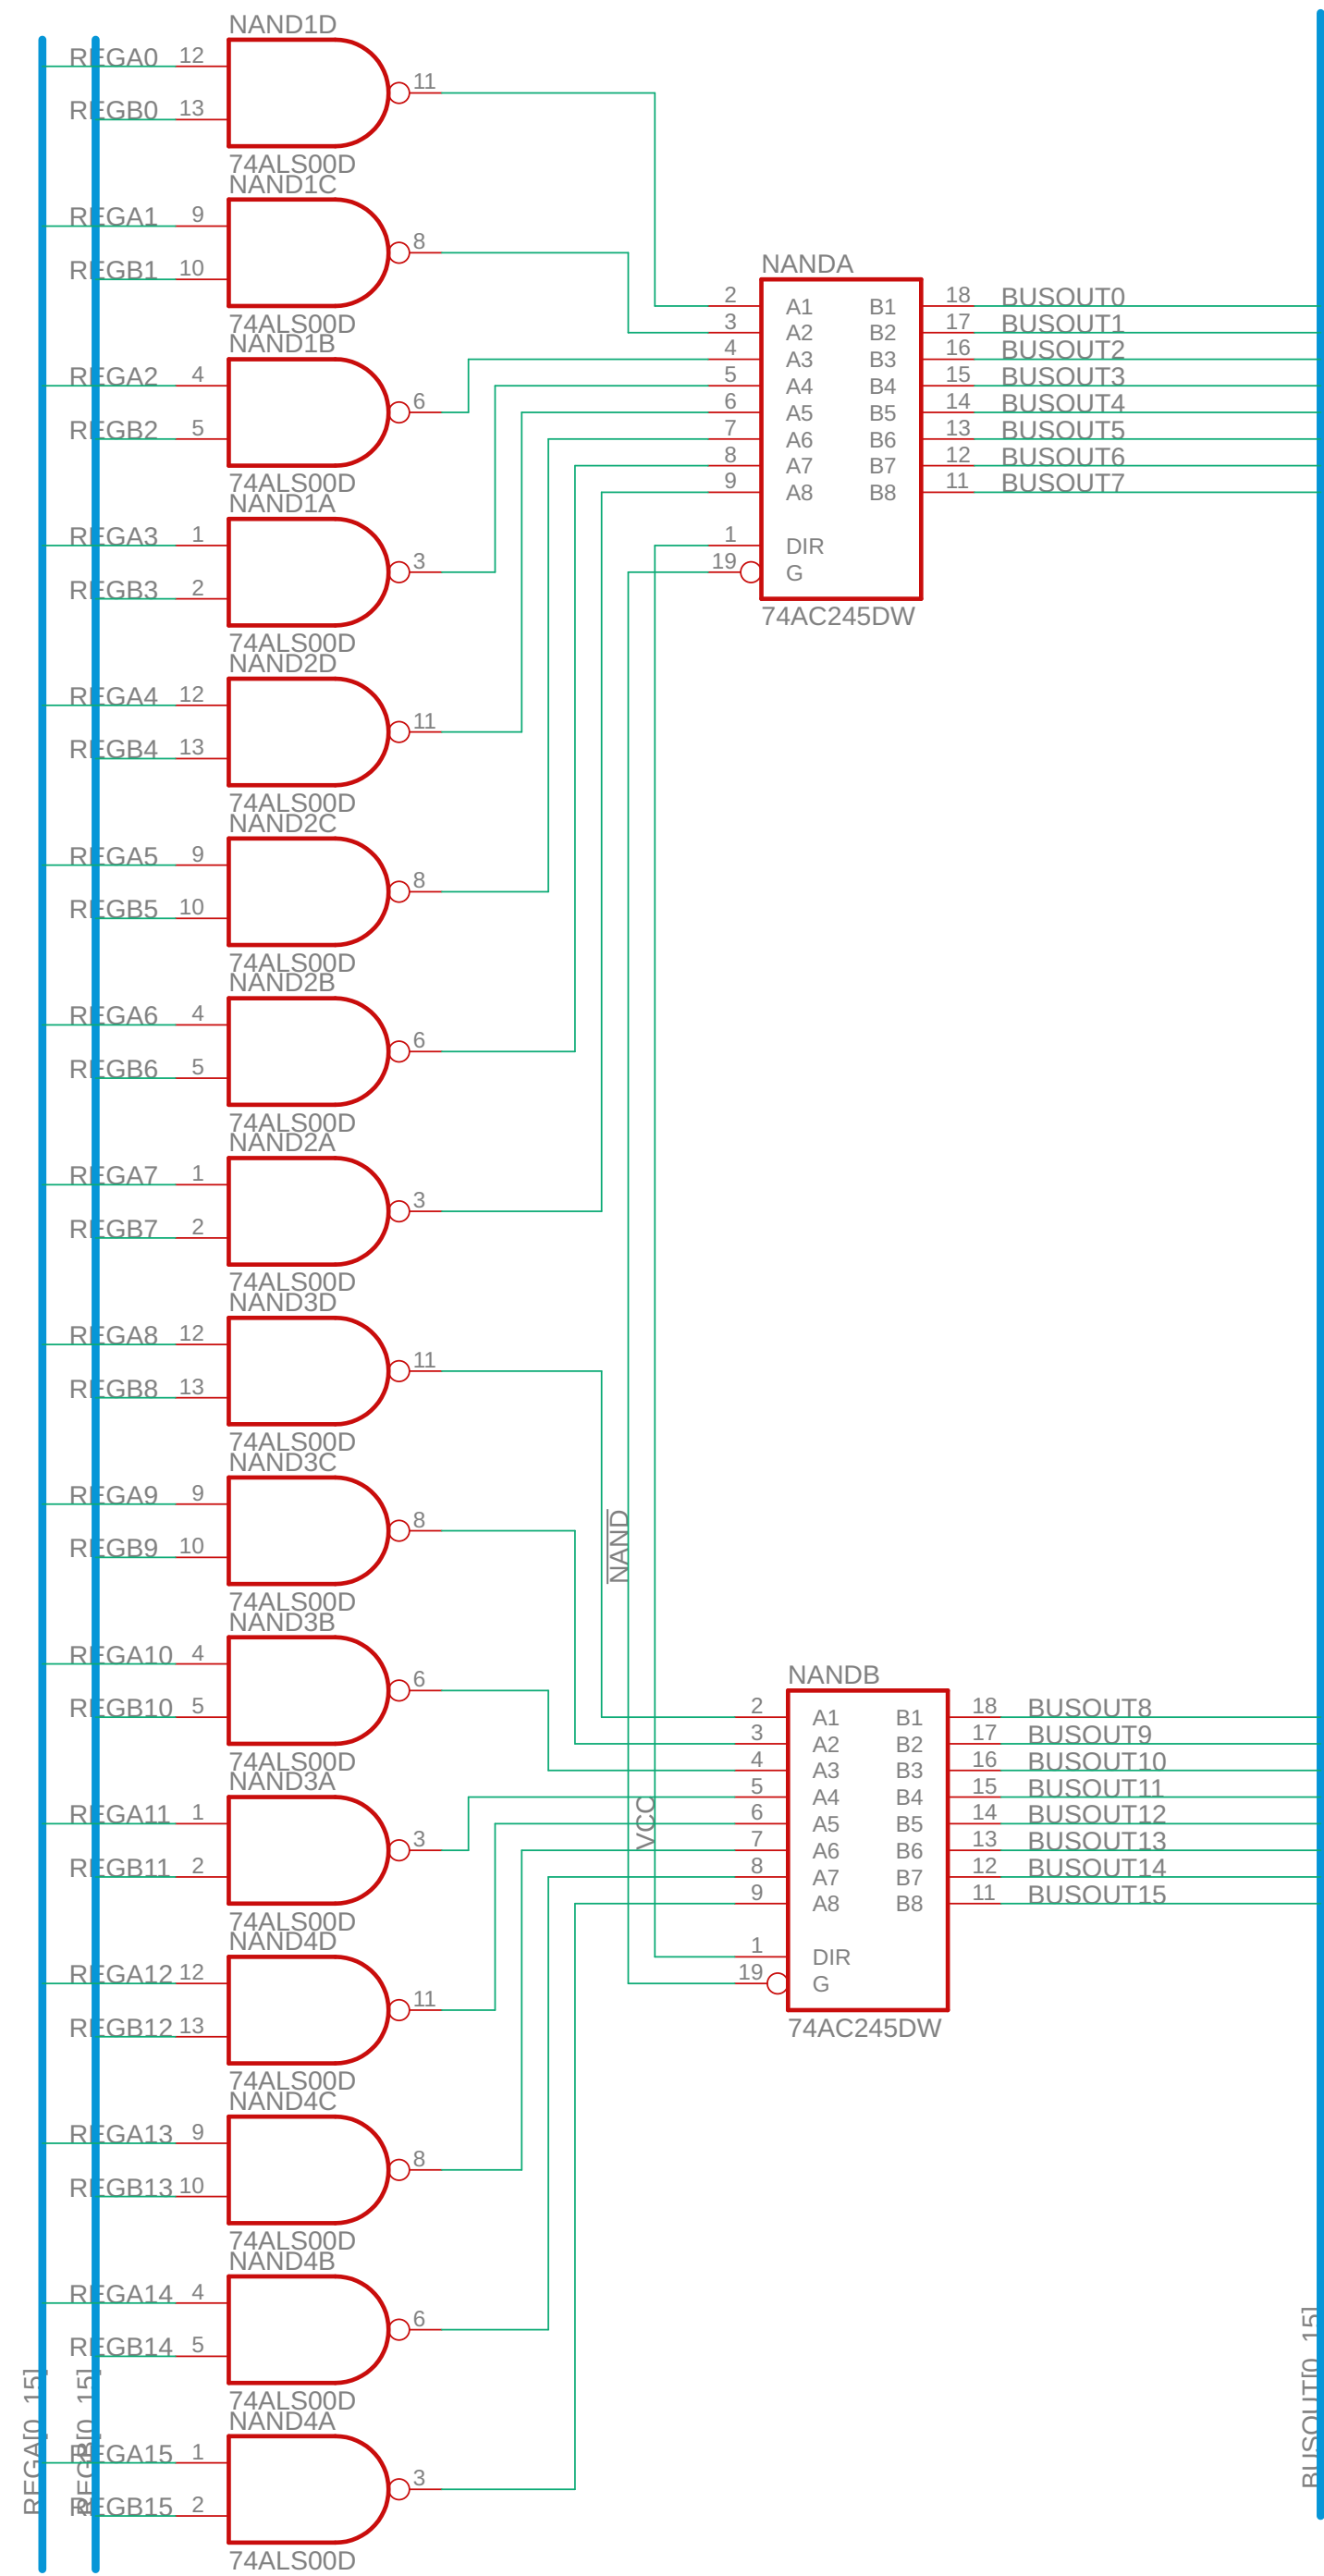 NAND1D
REGA0 12
11
REGB0 13
74ALS00D
NAND1C
REGA1 9
8
REGB1 10
74ALS00D
NAND1B
REGA2 4
6
REGB2 5
74ALS00D
NAND1A
REGA3 1
3
REGB3 2
74ALS00D
NAND2D
REGA4 12
11
REGB4 13
74ALS00D
NAND2C
REGA5 9
8
REGB5 10
74ALS00D
NAND2B
REGA6 4
6
REGB6 5
74ALS00D
NAND2A
REGA7 1
3
REGB7 2
74ALS00D
NAND3D
REGA8 12
11
REGB8 13
74ALS00D
NAND3C
REGA9 9
8
REGB9 10
74ALS00D
NAND3B
REGA10 4
6
REGB10 5
74ALS00D
NAND3A
REGA11 1
3
REGB11 2
74ALS00D
NAND4D
REGA12 12
11
REGB12 13
74ALS00D
NAND4C
REGA13 9
8
REGB13 10
74ALS00D
NAND4B
REGA14 4
6
REGB14 5
74ALS00D
NAND4A
REGA15 1
3
REGB15 2
74ALS00D
REGA[0..15]
REGB[0..15]
NANDA
2 A1 B1 18 BUSOUT0
3 A2 B2 17 BUSOUT1
4 A3 B3 16 BUSOUT2
5 A4 B4 15 BUSOUT3
6 A5 B5 14 BUSOUT4
7 A6 B6 13 BUSOUT5
8 A7 B7 12 BUSOUT6
9 A8 B8 11 BUSOUT7
1 DIR
19 G
74AC245DW
NAND
VCC
NANDB
2 A1 B1 18 BUSOUT8
3 A2 B2 17 BUSOUT9
4 A3 B3 16 BUSOUT10
5 A4 B4 15 BUSOUT11
6 A5 B5 14 BUSOUT12
7 A6 B6 13 BUSOUT13
8 A7 B7 12 BUSOUT14
9 A8 B8 11 BUSOUT15
1 DIR
19 G
74AC245DW
BUSOUT[0..15]